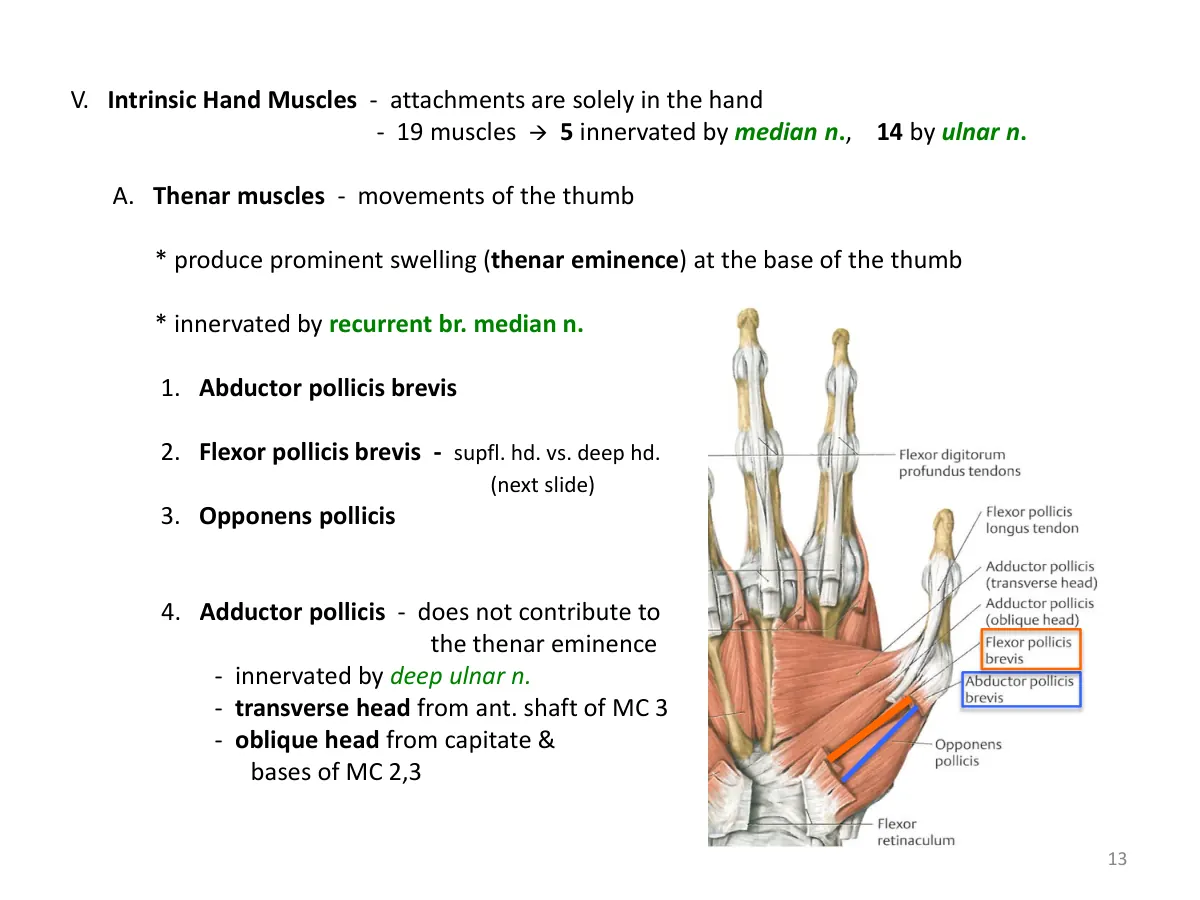 V. Intrinsic Hand Muscles - attachments are solely in the hand
- 19 muscles → 5 innervated by median n., 14 by ulnar n.
A. Thenar muscles - movements of the thumb
* produce prominent swelling (thenar eminence) at the base of the thumb
* innervated by recurrent br. median n.
1. Abductor pollicis brevis
2. Flexor pollicis brevis - supfl. hd. vs. deep hd.
(next slide)
3. Opponens pollicis
4. Adductor pollicis - does not contribute to
the thenar eminence
- innervated by deep ulnar n.
- transverse head from ant. shaft of MC 3
- oblique head from capitate &
bases of MC 2,3
Flexor digitorum
profundus tendons
Flexor pollicis
longus tendon
Adductor pollicis
(transverse head)
Adductor pollicis
(oblique head)
Flexor pollicis
brevis
Abductor pollicis
brevis
Opponens
pollicis
Flexor
retinaculum
13